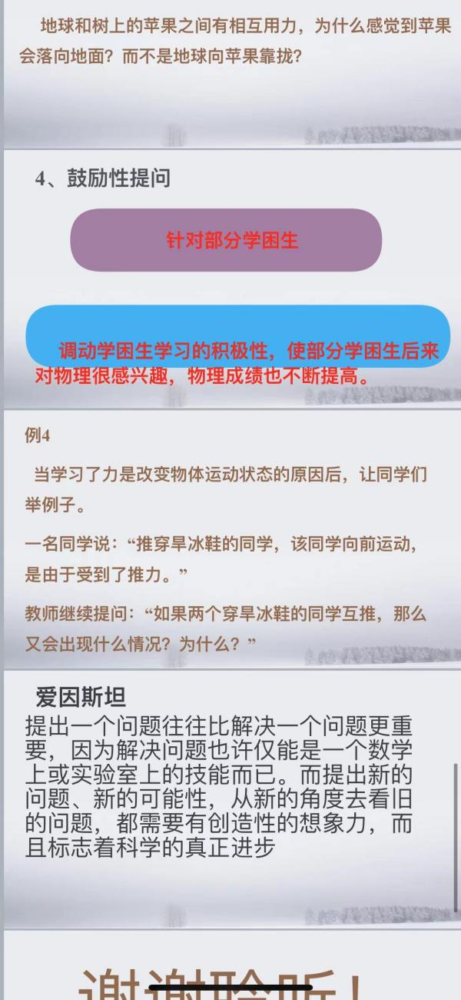 地球和树上的苹果之间有相互用力，为什么感觉到苹果
会落向地面？而不是地球向苹果靠拢？
4、鼓励性提问
针对部分学困生
调动学困生学习的积极性，使部分学困生后来
对物理很感兴趣，物理成绩也不断提高。
例4
当学习了力是改变物体运动状态的原因后，让同学们
举例子。
一名同学说：“推穿旱冰鞋的同学，该同学向前运动，
是由于受到了推力。”
教师继续提问：“如果两个穿旱冰鞋的同学互推，那么
又会出现什么情况？为什么？”
爱因斯坦
提出一个问题往往比解决一个问题更重
要，因为解决问题也许仅能是一个数学
上或实验室上的技能而已。而提出新的
问题、新的可能性，从新的角度去看旧
的问题，都需要有创造性的想象力，而
且标志着科学的真正进步
谢谢聆听！